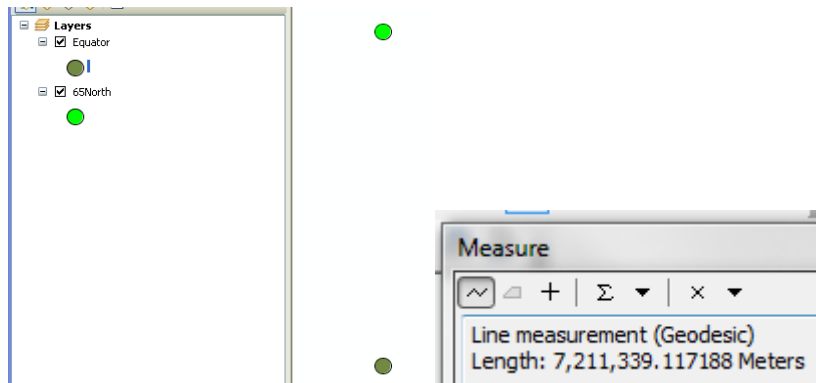 Layers
Equator
65North
Measure
Line measurement (Geodesic)
Length: 7,211,339.117188 Meters